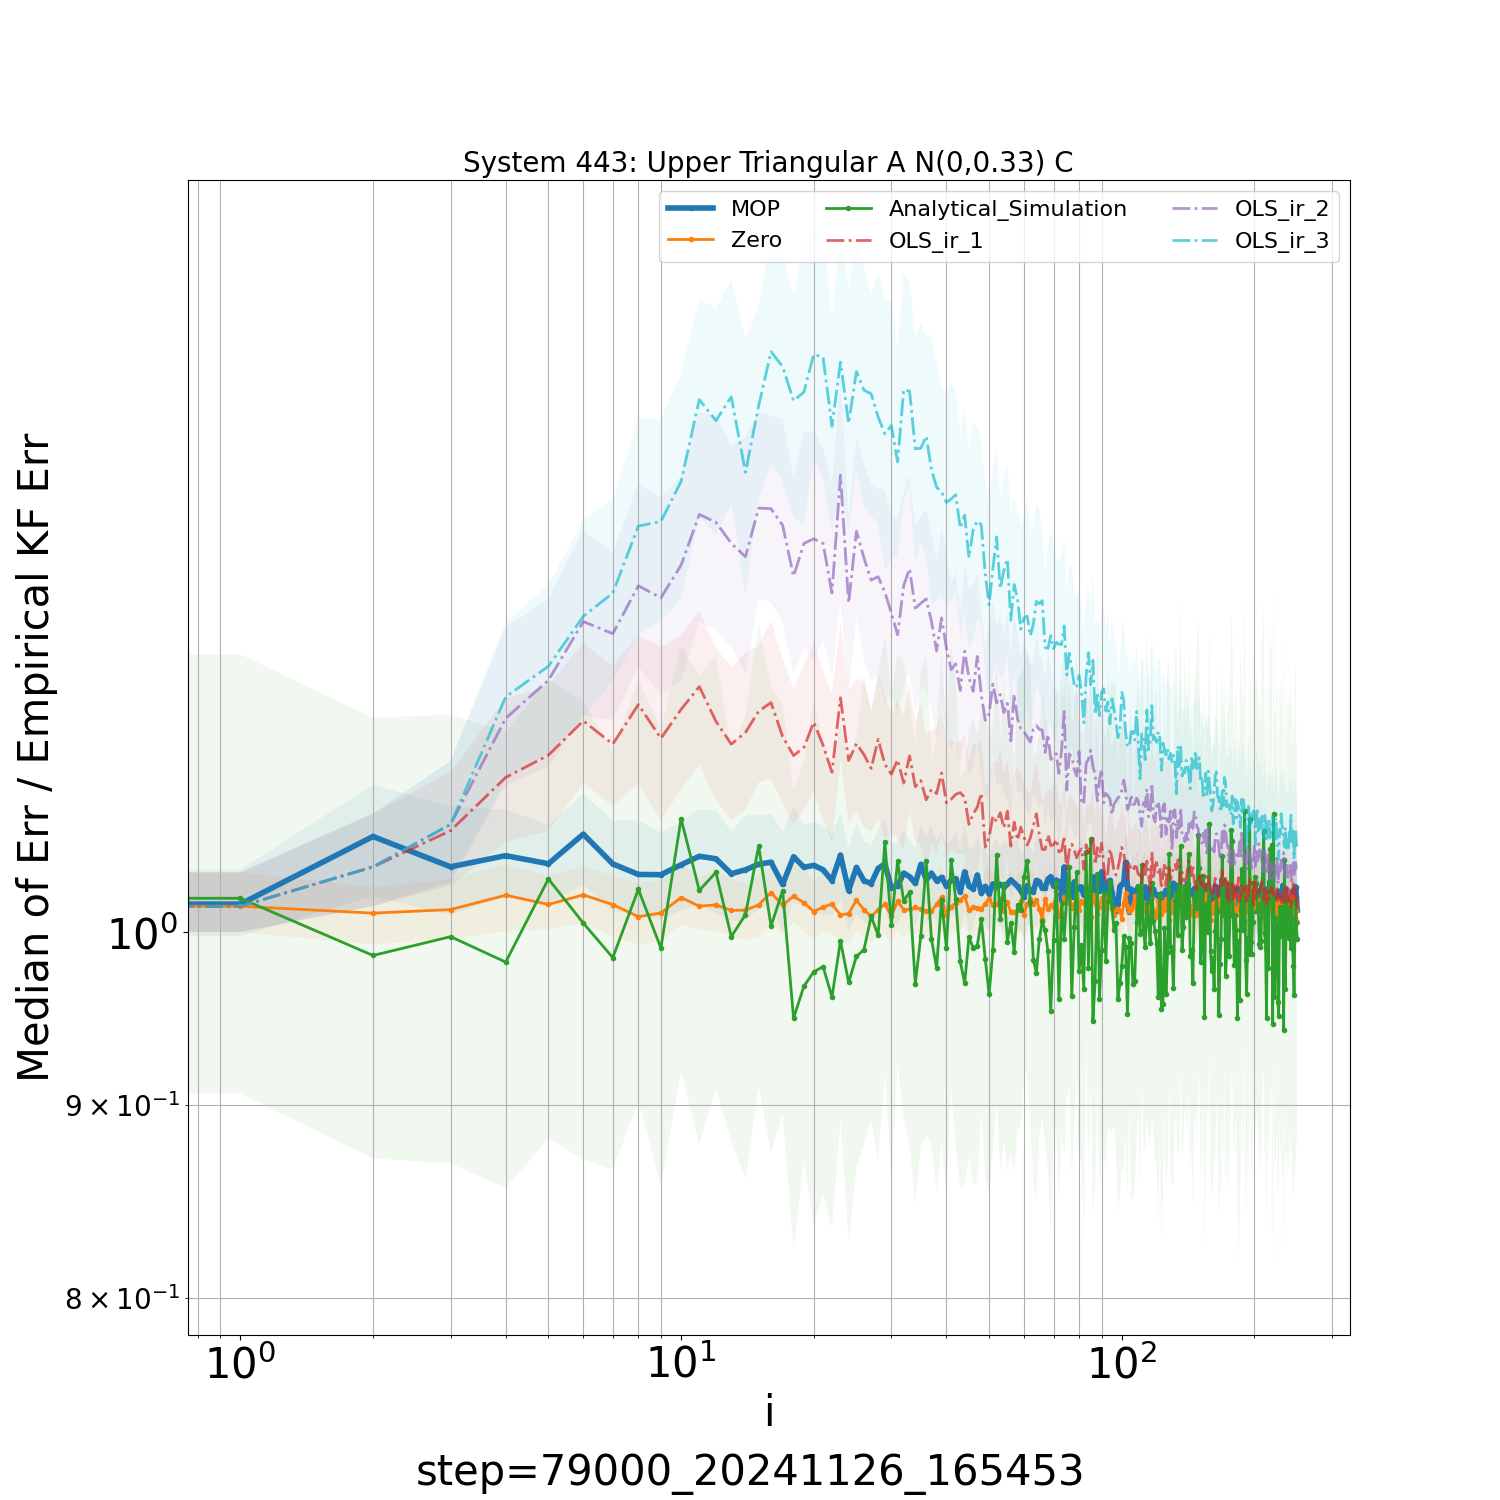 System 443: Upper Triangular A N(0,0.33) C
MOP
Zero
Analytical_Simulation
OLS_ir_1
OLS_ir_2
OLS_ir_3
Median of Err / Empirical KF Err
10⁰
9 × 10⁻¹
8 × 10⁻¹
10⁰ 10¹ 10²
i
step=79000_20241126_165453